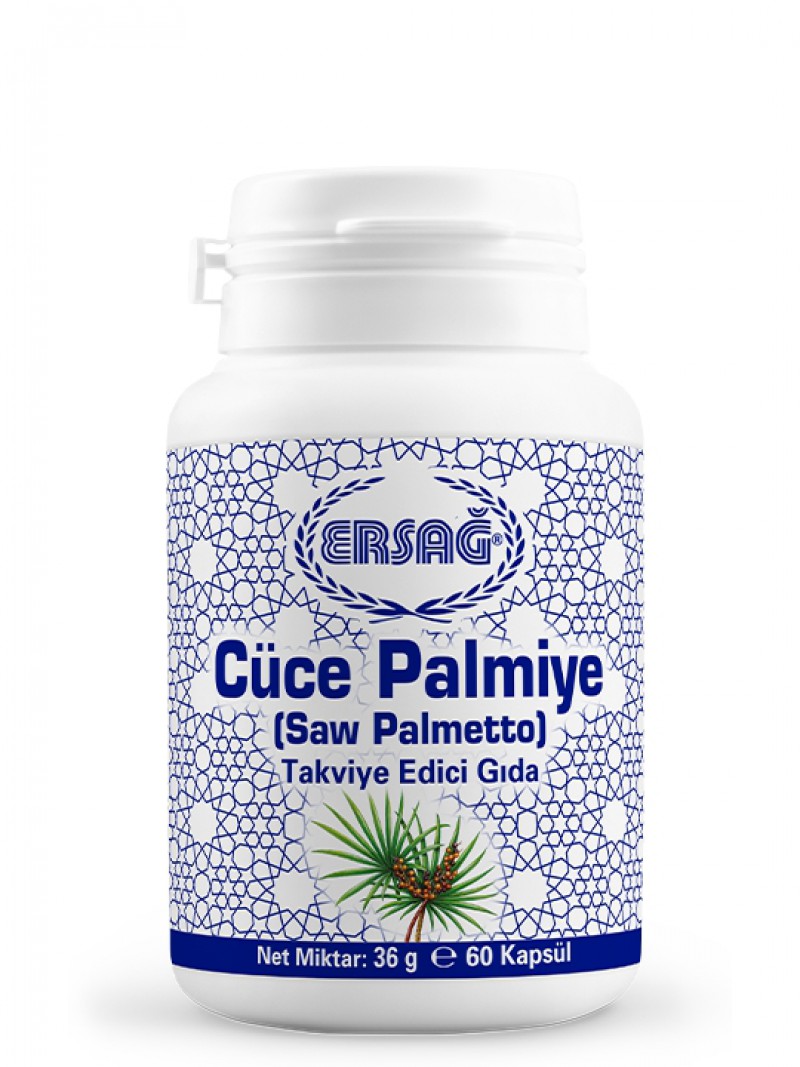 ERSAĞ®
Cüce Palmiye
(Saw Palmetto)
Takviye Edici Gıda
Net Miktar: 36 g ℮ 60 Kapsül